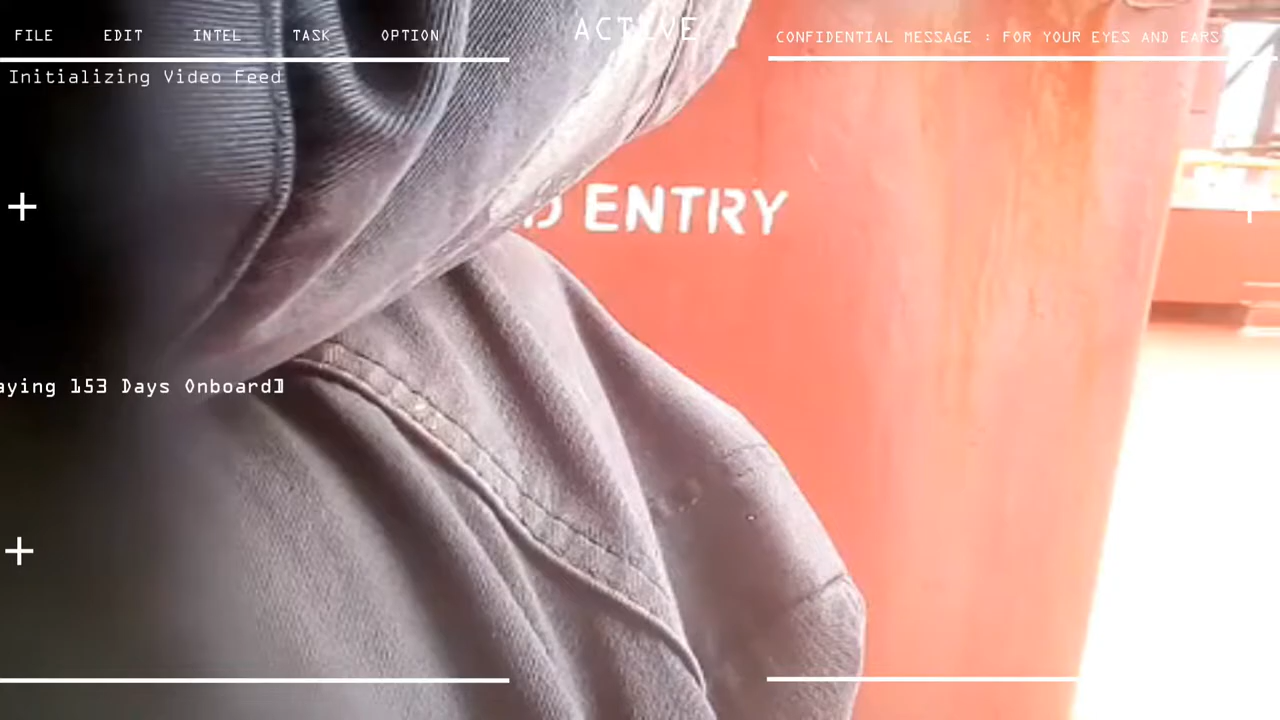 FILE EDIT INTEL TASK OPTION
ACTIVE
CONFIDENTIAL MESSAGE : FOR YOUR EYES AND EARS
Initializing Video Feed
ENTRY
153 Days Onboard]